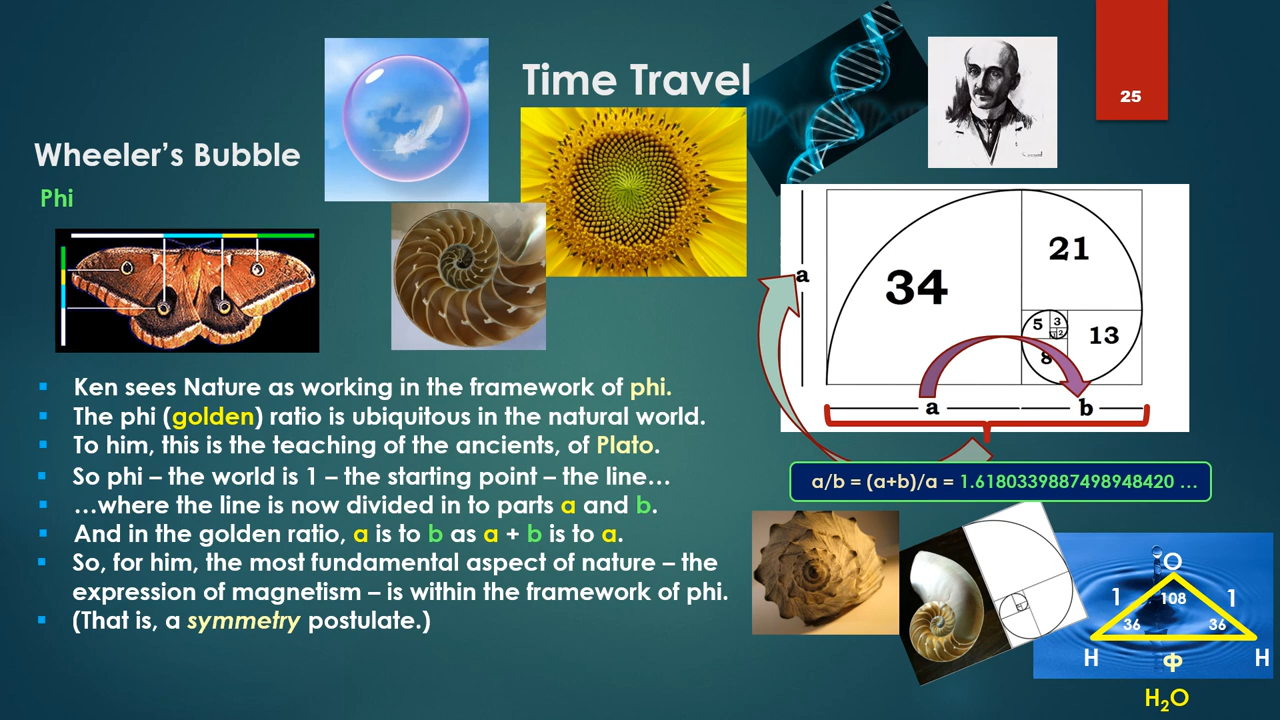 Time Travel
25
Wheeler's Bubble
Phi
▪ Ken sees Nature as working in the framework of phi.
▪ The phi (golden) ratio is ubiquitous in the natural world.
▪ To him, this is the teaching of the ancients, of Plato.
▪ So phi – the world is 1 – the starting point – the line…
▪ …where the line is now divided in to parts a and b.
▪ And in the golden ratio, a is to b as a + b is to a.
▪ So, for him, the most fundamental aspect of nature – the
expression of magnetism – is within the framework of phi.
▪ (That is, a symmetry postulate.)
a
34
21
5
3
2
13
8
a
b
a/b = (a+b)/a = 1.6180339887498948420 …
O
1
108
1
36
36
H
Φ
H
H₂O